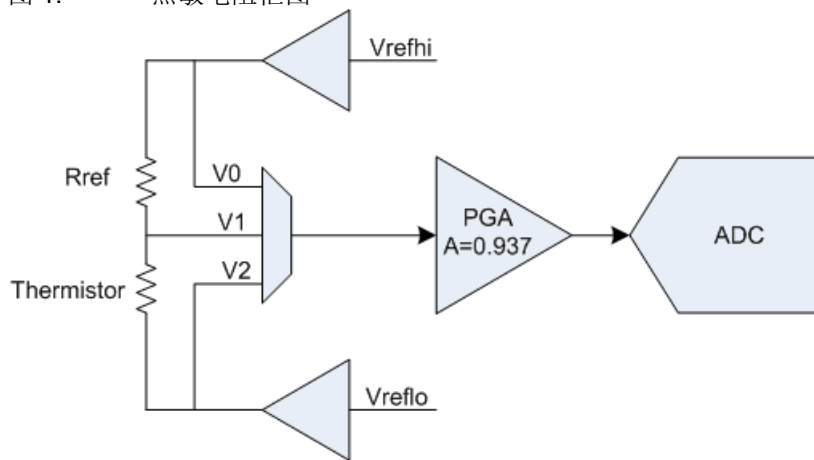 Vrefhi
Rref
V0
V1
V2
Thermistor
PGA
A=0.937
ADC
Vreflo